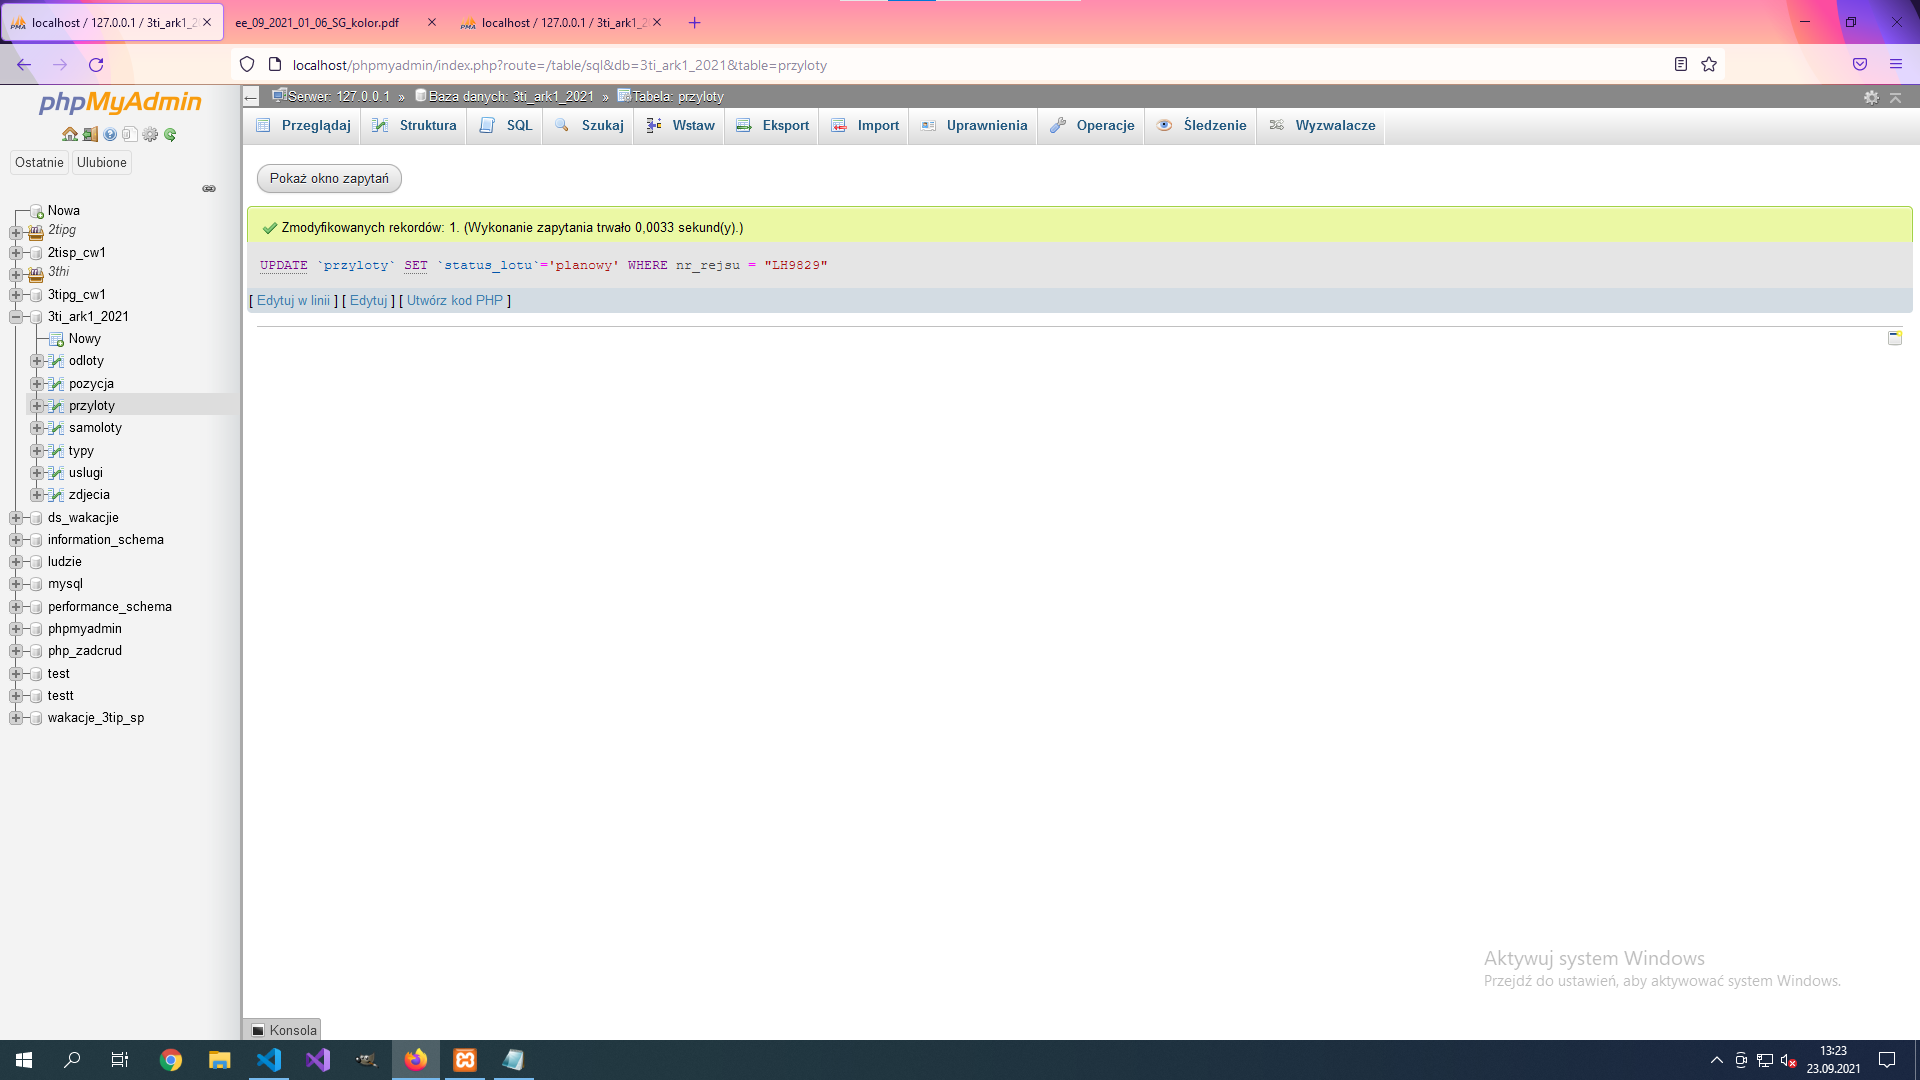 localhost / 127.0.0.1 / 3ti_ark1_2
ee_09_2021_01_06_SG_kolor.pdf
localhost / 127.0.0.1 / 3ti_ark1_2
localhost/phpmyadmin/index.php?route=/table/sql&db=3ti_ark1_2021&table=przyloty
phpMyAdmin
Ostatnie
Ulubione
Nowa
2tipg
2tisp_cw1
3thi
3tipg_cw1
3ti_ark1_2021
Nowy
odloty
pozycja
przyloty
samoloty
typy
uslugi
zdjecia
ds_wakacjie
information_schema
ludzie
mysql
performance_schema
phpmyadmin
php_zadcrud
test
testt
wakacje_3tip_sp
Serwer: 127.0.0.1 » Baza danych: 3ti_ark1_2021 » Tabela: przyloty
Przeglądaj Struktura SQL Szukaj Wstaw Eksport Import Uprawnienia Operacje Śledzenie Wyzwalacze
Pokaż okno zapytań
Zmodyfikowanych rekordów: 1. (Wykonanie zapytania trwało 0,0033 sekund(y).)
UPDATE `przyloty` SET `status_lotu`='planowy' WHERE nr_rejsu = "LH9829"
[ Edytuj w linii ] [ Edytuj ] [ Utwórz kod PHP ]
Aktywuj system Windows
Przejdź do ustawień, aby aktywować system Windows.
Konsola
13:23
23.09.2021